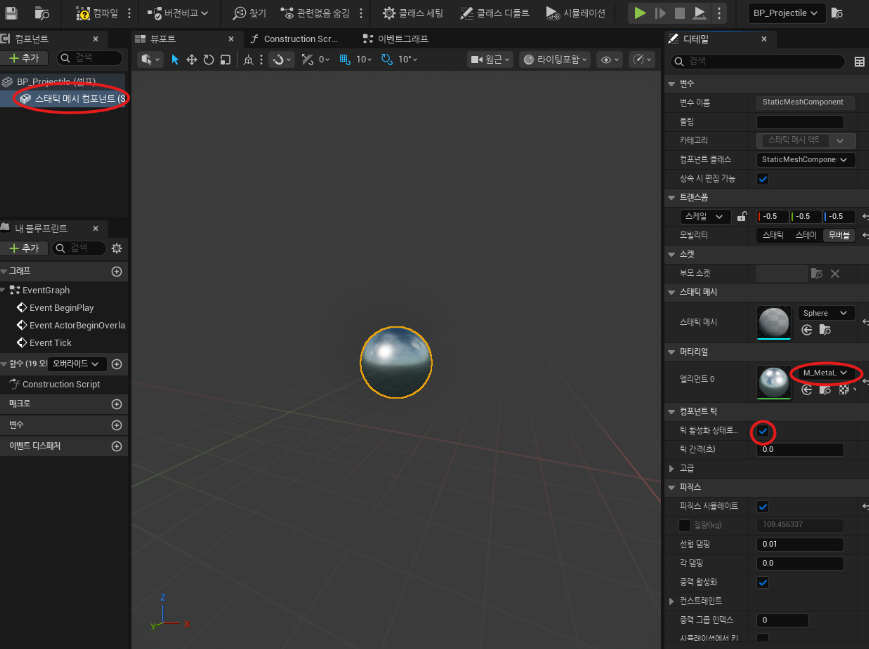 컴파일
버전비교
찾기
관련없음 숨김
클래스 세팅
클래스 디폴트
시뮬레이션
BP_Projectile
컴포넌트
추가
검색
BP_Projectile (셀프)
스태틱 메시 컴포넌트 (S
내 블루프린트
추가
검색
그래프
EventGraph
Event BeginPlay
Event ActorBeginOverla
Event Tick
함수 (19 오
오버라이드
Construction Script
매크로
변수
이벤트 디스패처
뷰포트
Construction Scr...
이벤트그래프
0
10
10°
원근
라이팅포함
Z
Y
X
디테일
검색
변수
변수 이름
StaticMeshComponent
툴팁
카테고리
스태틱 메시 액터
컴포넌트 클래스
StaticMeshCompone
상속 시 편집 가능
트랜스폼
스케일
-0.5
-0.5
-0.5
모빌리티
스태틱
스테이
무버블
소켓
부모 소켓
스태틱 메시
스태틱 메시
Sphere
머티리얼
엘리먼트 0
M_Metal_
컴포넌트 틱
틱 활성화 상태로...
틱 간격(초)
0.0
고급
피직스
피직스 시뮬레이트
질량(kg)
109.456337
선형 댐핑
0.01
각 댐핑
0.0
중력 활성화
컨스트레인트
중력 그룹 인덱스
0
시뮬레이션에서 키